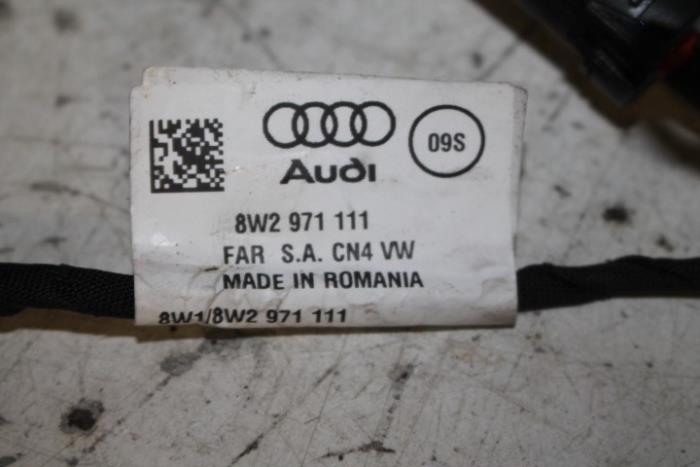 09S
Audi
8W2 971 111
FAR S.A. CN4 VW
MADE IN ROMANIA
8W1/8W2 971 111